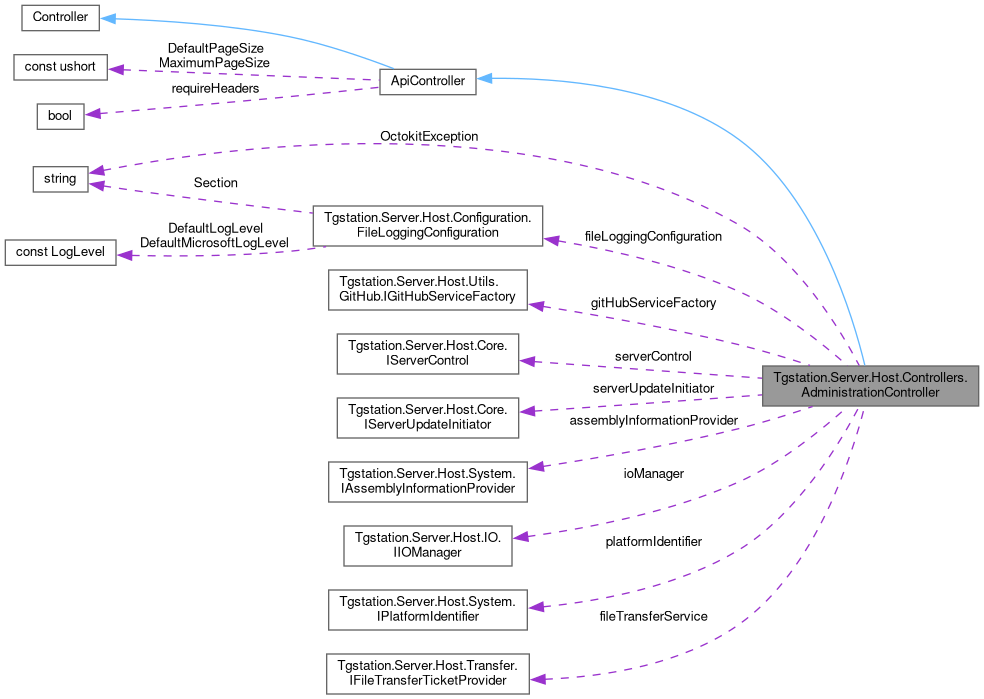 Controller
const ushort
DefaultPageSize
MaximumPageSize
ApiController
requireHeaders
bool
OctokitException
string
Section
Tgstation.Server.Host.Configuration.
FileLoggingConfiguration
fileLoggingConfiguration
DefaultLogLevel
DefaultMicrosoftLogLevel
const LogLevel
Tgstation.Server.Host.Utils.
GitHub.IGitHubServiceFactory
gitHubServiceFactory
Tgstation.Server.Host.Core.
IServerControl
serverControl
Tgstation.Server.Host.Controllers.
AdministrationController
serverUpdateInitiator
Tgstation.Server.Host.Core.
IServerUpdateInitiator
assemblyInformationProvider
Tgstation.Server.Host.System.
IAssemblyInformationProvider
ioManager
Tgstation.Server.Host.IO.
IIOManager
platformIdentifier
Tgstation.Server.Host.System.
IPlatformIdentifier
fileTransferService
Tgstation.Server.Host.Transfer.
IFileTransferTicketProvider